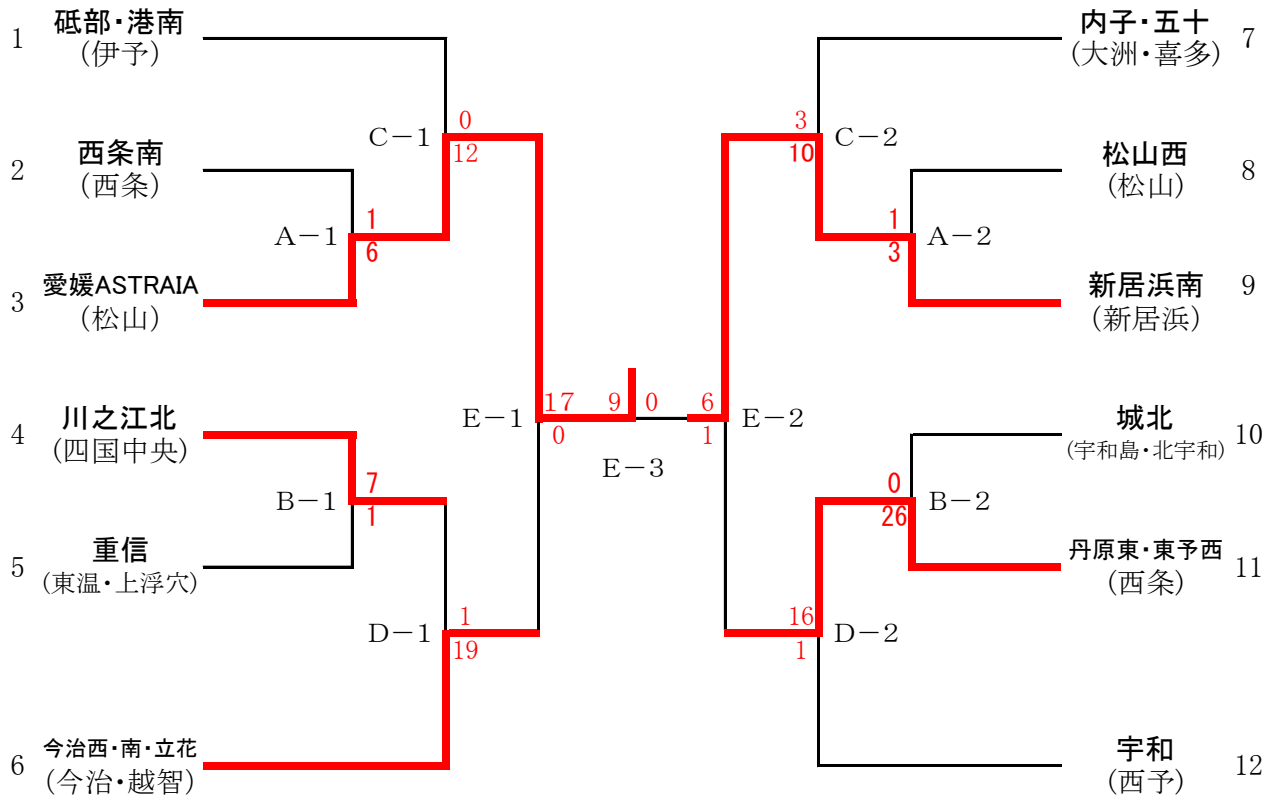 1
砥部・港南
(伊予)
2
西条南
(西条)
3
愛媛ASTRAIA
(松山)
4
川之江北
(四国中央)
5
重信
(東温・上浮穴)
6
今治西・南・立花
(今治・越智)
C－1
0
12
A－1
1
6
B－1
7
1
D－1
1
19
E－1
17
0
9
0
E－3
6
1
E－2
3
10
C－2
1
3
A－2
0
26
B－2
16
1
D－2
内子・五十
(大洲・喜多)
7
松山西
(松山)
8
新居浜南
(新居浜)
9
城北
(宇和島・北宇和)
10
丹原東・東予西
(西条)
11
宇和
(西予)
12